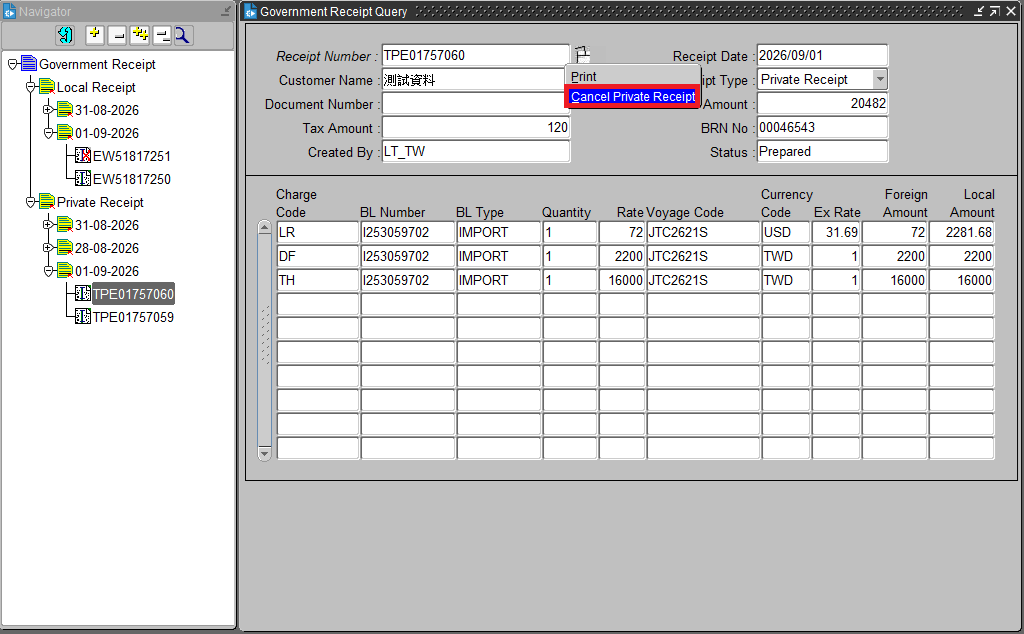 Navigator
Government Receipt
Local Receipt
31-08-2026
01-09-2026
EW51817251
EW51817250
Private Receipt
31-08-2026
28-08-2026
01-09-2026
TPE01757060
TPE01757059
Government Receipt Query
Receipt Number : TPE01757060 Receipt Date : 2026/09/01
Customer Name : 測試資料 ipt Type : Private Receipt
Document Number : Amount : 20482
Tax Amount : 120 BRN No : 00046543
Created By : LT_TW Status : Prepared
Print
Cancel Private Receipt
Charge Code BL Number BL Type Quantity Rate Voyage Code Currency Code Ex Rate Foreign Amount Local Amount
LR I253059702 IMPORT 1 72 JTC2621S USD 31.69 72 2281.68
DF I253059702 IMPORT 1 2200 JTC2621S TWD 1 2200 2200
TH I253059702 IMPORT 1 16000 JTC2621S TWD 1 16000 16000